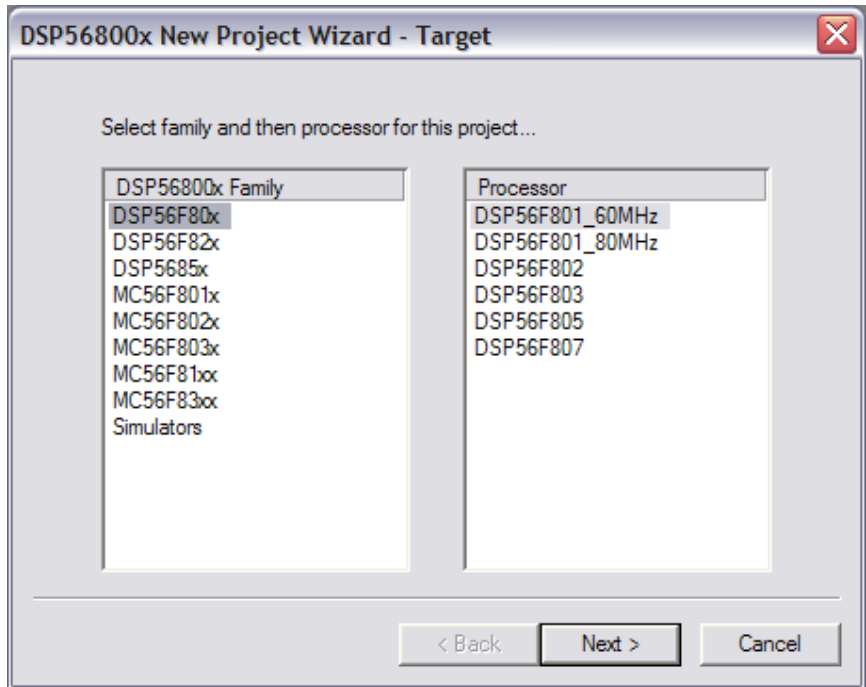 DSP56800x New Project Wizard - Target
Select family and then processor for this project...
DSP56800x Family
DSP56F80x
DSP56F82x
DSP5685x
MC56F801x
MC56F802x
MC56F803x
MC56F81xx
MC56F83xx
Simulators
Processor
DSP56F801_60MHz
DSP56F801_80MHz
DSP56F802
DSP56F803
DSP56F805
DSP56F807
< Back
Next >
Cancel